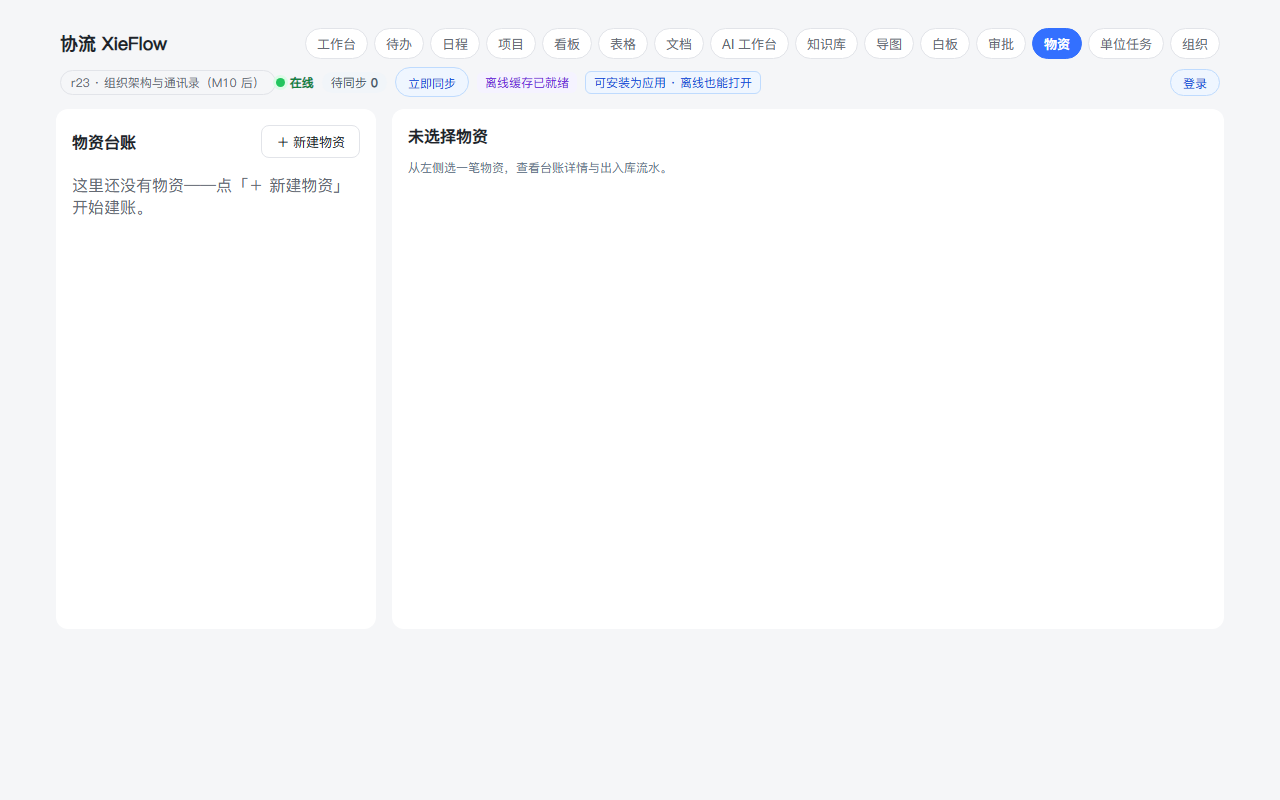 协流 XieFlow
工作台 待办 日程 项目 看板 表格 文档 AI 工作台 知识库 导图 白板 审批 物资 单位任务 组织
r23 · 组织架构与通讯录（M10 后） 在线 待同步 0 立即同步 离线缓存已就绪 可安装为应用 · 离线也能打开 登录
物资台账 ＋ 新建物资
这里还没有物资——点「＋ 新建物资」
开始建账。
未选择物资
从左侧选一笔物资，查看台账详情与出入库流水。